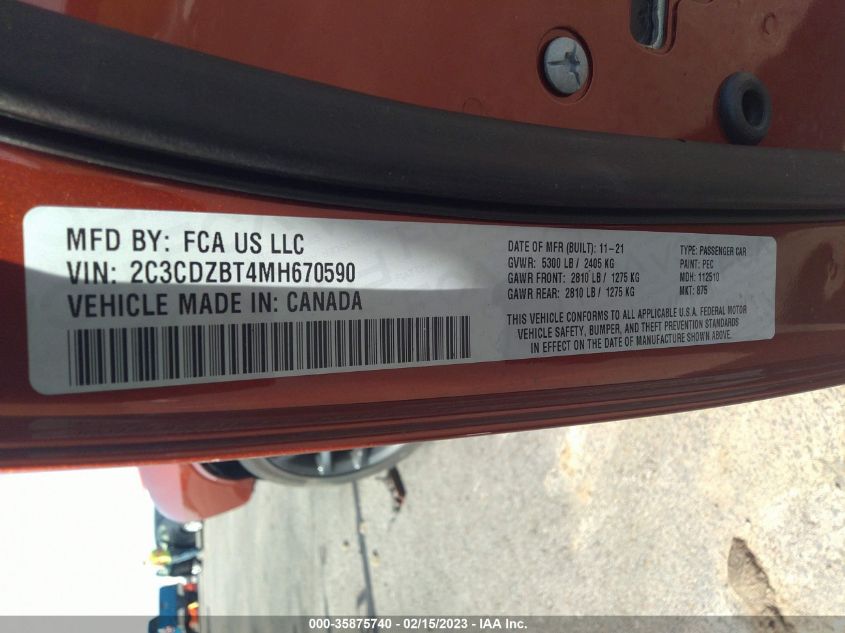 MFD BY: FCA US LLC
VIN: 2C3CDZBT4MH670590
VEHICLE MADE IN: CANADA
DATE OF MFR (BUILT): 11-21
GVWR: 5300 LB / 2405 KG
GAWR FRONT: 2810 LB / 1275 KG
GAWR REAR: 2810 LB / 1275 KG
TYPE: PASSENGER CAR
PAINT: PEC
MDH: 112510
MKT: 875
THIS VEHICLE CONFORMS TO ALL APPLICABLE U.S.A. FEDERAL MOTOR
VEHICLE SAFETY, BUMPER, AND THEFT PREVENTION STANDARDS
IN EFFECT ON THE DATE OF MANUFACTURE SHOWN ABOVE.
000-35875740 - 02/15/2023 - IAA Inc.